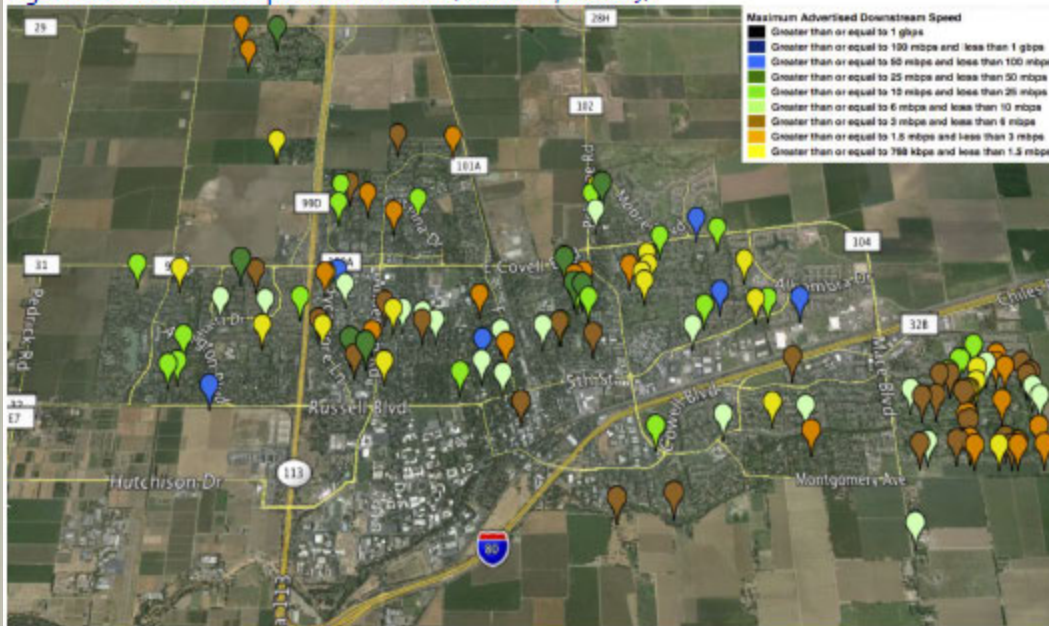 29
28H
Maximum Advertised Downstream Speed
Greater than or equal to 1 gbps
Greater than or equal to 100 mbps and less than 1 gbps
Greater than or equal to 50 mbps and less than 100 mbps
Greater than or equal to 25 mbps and less than 50 mbps
Greater than or equal to 10 mbps and less than 25 mbps
Greater than or equal to 6 mbps and less than 10 mbps
Greater than or equal to 3 mbps and less than 6 mbps
Greater than or equal to 1.5 mbps and less than 3 mbps
Greater than or equal to 768 kbps and less than 1.5 mbps
102
101A
99D
Moore Blvd
104
31
E Covell
Alhambra Dr
Chiles
Pedrick Rd
32B
Mace Blvd
5th St
32
E7
Russell Blvd
Cowell Blvd
113
Hutchison Dr
Montgomery Ave
80